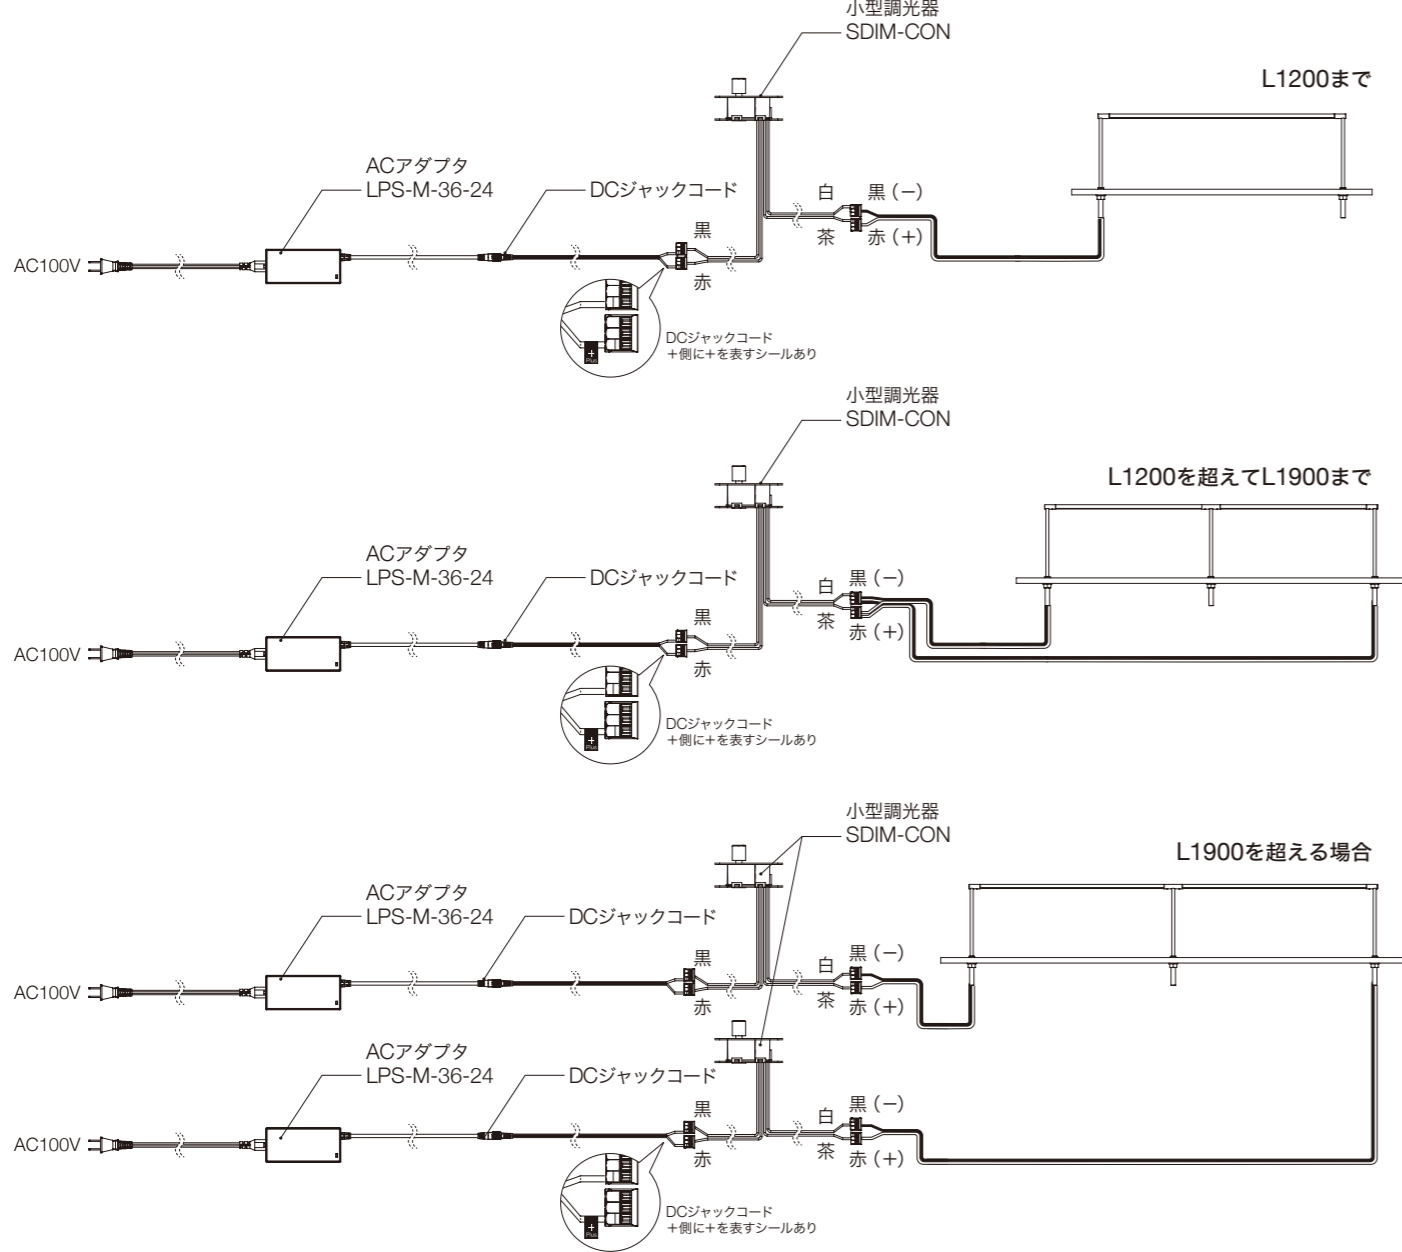 小型調光器
SDIM-CON
L1200まで
ACアダプタ
LPS-M-36-24
DCジャックコード
白
黒（−）
茶
赤（+）
黒
赤
AC100V
+
Plus
DCジャックコード
+側に+を表すシールあり
小型調光器
SDIM-CON
L1200を超えてL1900まで
ACアダプタ
LPS-M-36-24
DCジャックコード
白
黒（−）
茶
赤（+）
黒
赤
AC100V
+
Plus
DCジャックコード
+側に+を表すシールあり
小型調光器
SDIM-CON
L1900を超える場合
ACアダプタ
LPS-M-36-24
DCジャックコード
黒
赤
白
黒（−）
茶
赤（+）
AC100V
ACアダプタ
LPS-M-36-24
DCジャックコード
黒
赤
白
黒（−）
茶
赤（+）
AC100V
+
Plus
DCジャックコード
+側に+を表すシールあり